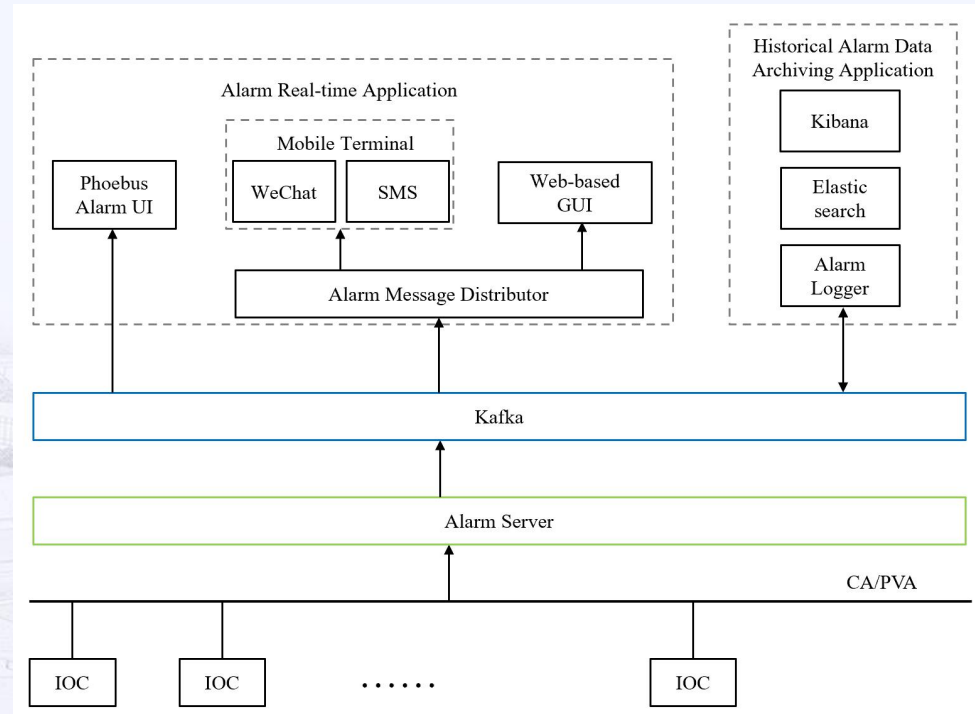 Historical Alarm Data
Archiving Application
Kibana
Elastic
search
Alarm
Logger
Alarm Real-time Application
Mobile Terminal
WeChat
SMS
Phoebus
Alarm UI
Web-based
GUI
Alarm Message Distributor
Kafka
Alarm Server
CA/PVA
IOC
IOC
......
IOC